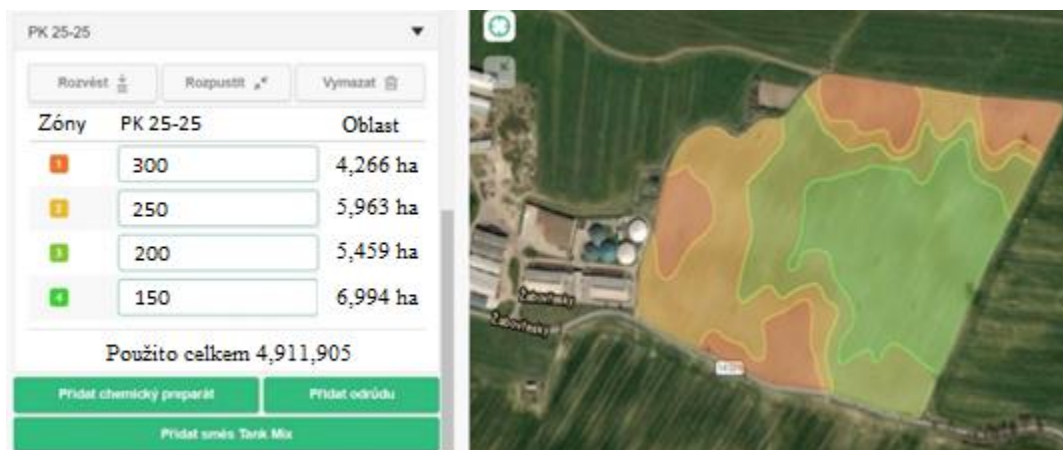 PK 25-25
Rozvést Rozpustit Vymazat
Zóny PK 25-25 Oblast
1 300 4,266 ha
2 250 5,963 ha
3 200 5,459 ha
4 150 6,994 ha
Použito celkem 4,911,905
Přidat chemický preparát Přidat odrůdu
Přidat směs Tank Mix
Žabovřesky
Žabovřesky